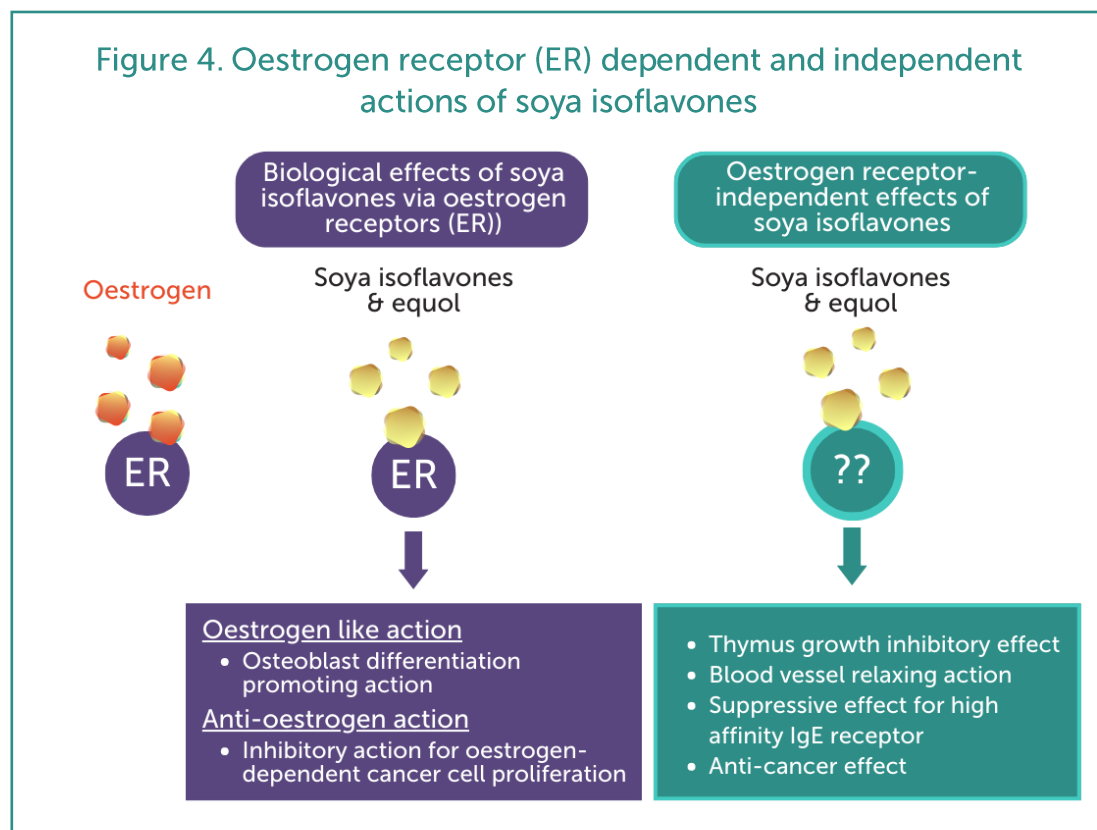 Figure 4. Oestrogen receptor (ER) dependent and independent
actions of soya isoflavones
Biological effects of soya
isoflavones via oestrogen
receptors (ER))
Oestrogen receptor-
independent effects of
soya isoflavones
Oestrogen
Soya isoflavones
& equol
Soya isoflavones
& equol
ER
ER
??
Oestrogen like action
• Osteoblast differentiation
promoting action
Anti-oestrogen action
• Inhibitory action for oestrogen-
dependent cancer cell proliferation
• Thymus growth inhibitory effect
• Blood vessel relaxing action
• Suppressive effect for high
affinity IgE receptor
• Anti-cancer effect